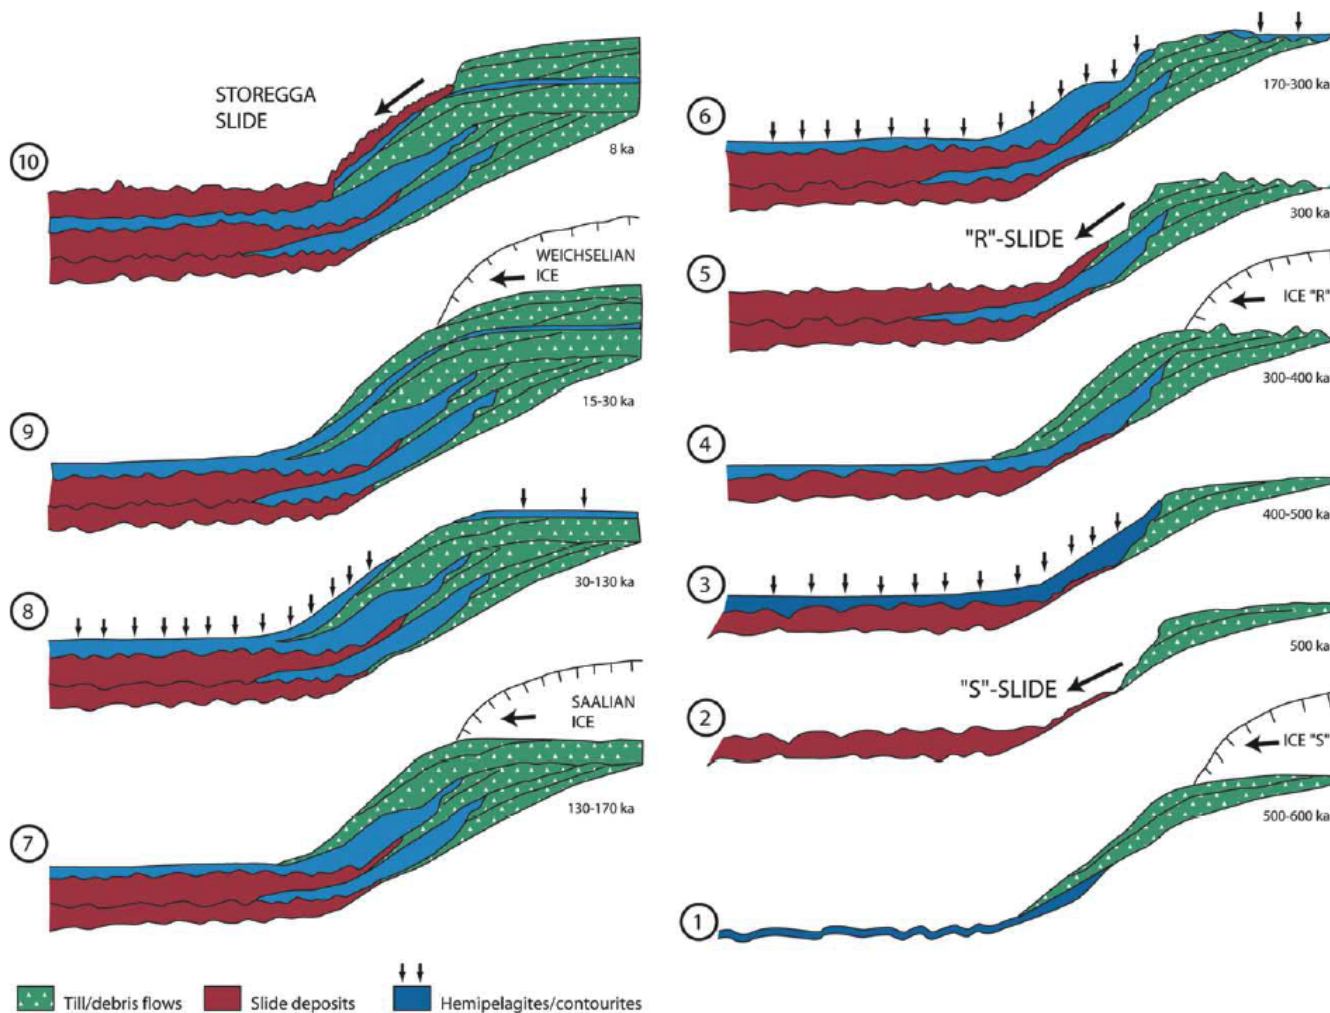 STOREGGA
SLIDE
10
8 ka
WEICHSELIAN
ICE
9
15-30 ka
8
30-130 ka
SAALIAN
ICE
7
130-170 ka
6
170-300 ka
"R"-SLIDE
5
300 ka
ICE "R"
4
300-400 ka
3
400-500 ka
"S"-SLIDE
2
500 ka
ICE "S"
1
500-600 ka
Till/debris flows
Slide deposits
Hemipelagites/contourites